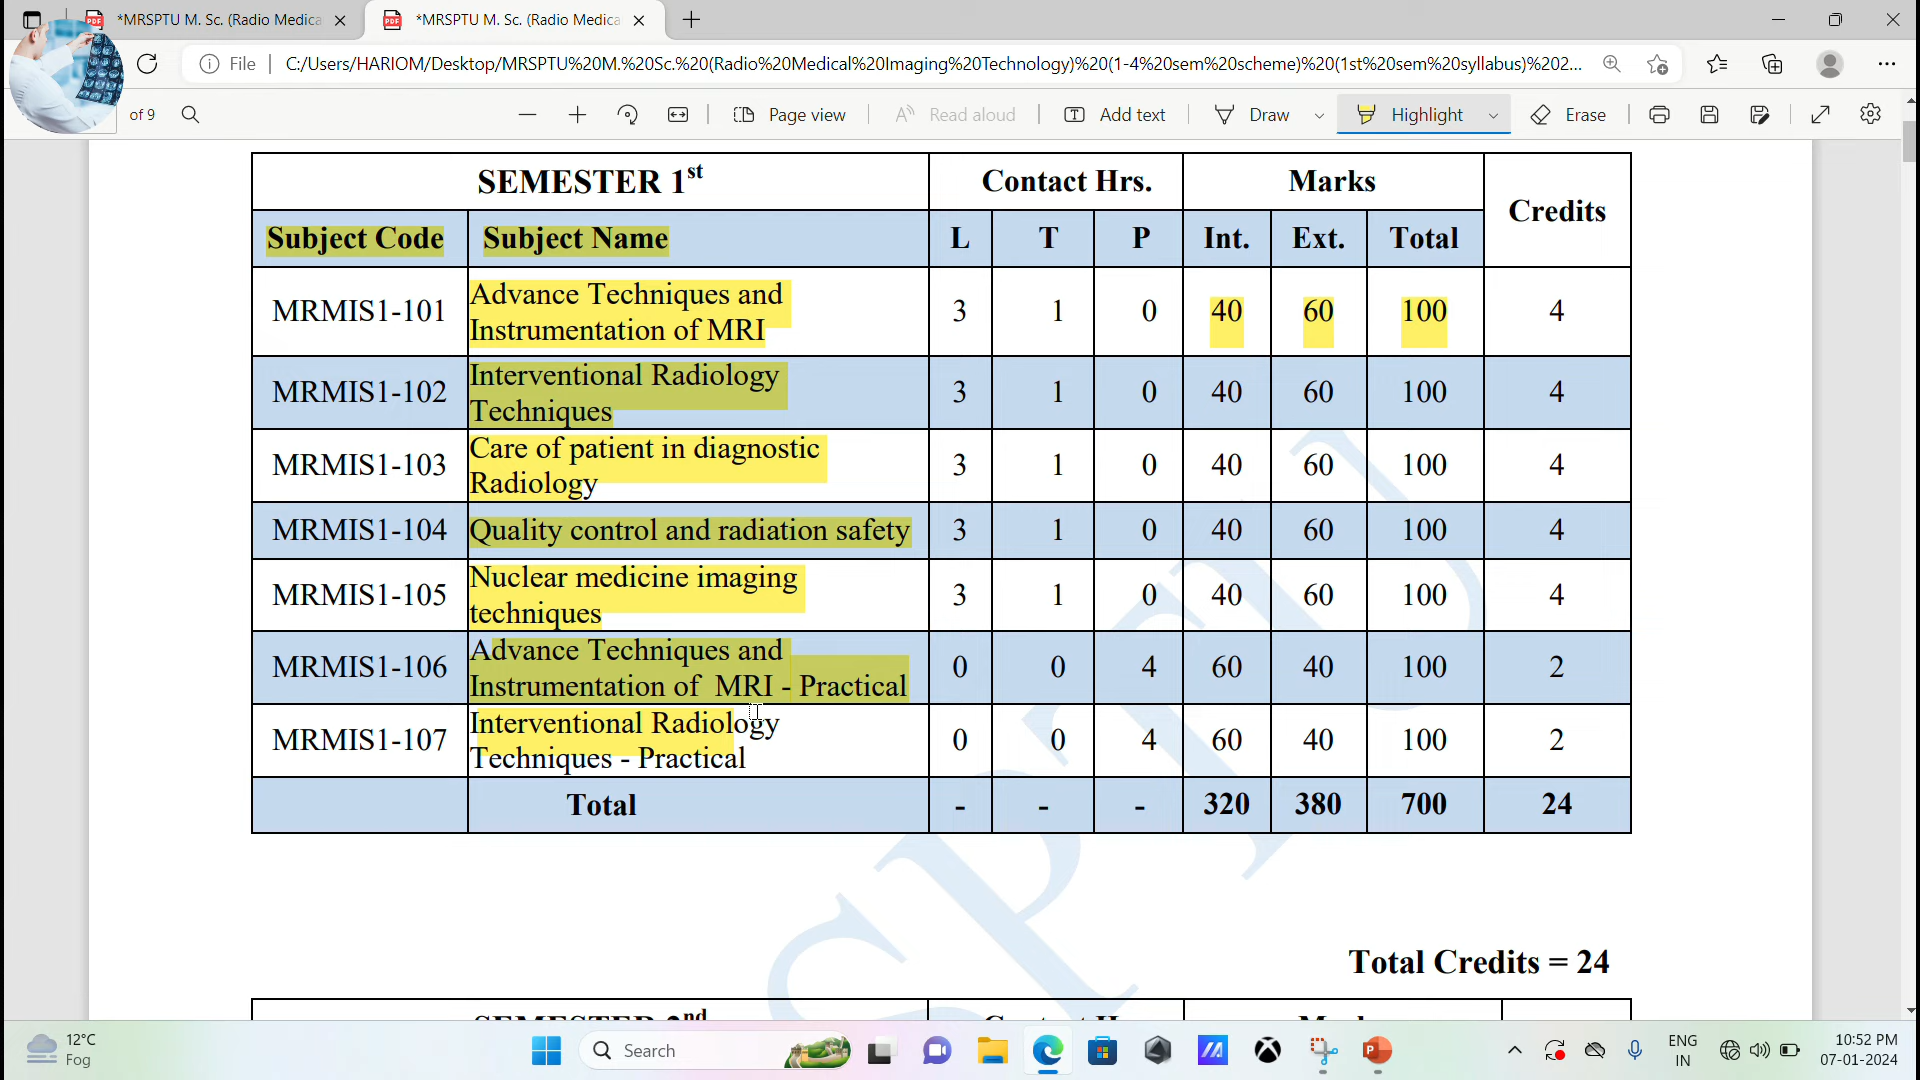 *MRSPTU M. Sc. (Radio Medica
*MRSPTU M. Sc. (Radio Medica
File
C:/Users/HARIOM/Desktop/MRSPTU%20M.%20Sc.%20(Radio%20Medical%20Imaging%20Technology)%20(1-4%20sem%20scheme)%20(1st%20sem%20syllabus)%202...
of 9
Page view
Read aloud
Add text
Draw
Highlight
Erase
SEMESTER 1st Contact Hrs. Marks Credits
Subject Code Subject Name L T P Int. Ext. Total
MRMIS1-101 Advance Techniques and Instrumentation of MRI 3 1 0 40 60 100 4
MRMIS1-102 Interventional Radiology Techniques 3 1 0 40 60 100 4
MRMIS1-103 Care of patient in diagnostic Radiology 3 1 0 40 60 100 4
MRMIS1-104 Quality control and radiation safety 3 1 0 40 60 100 4
MRMIS1-105 Nuclear medicine imaging techniques 3 1 0 40 60 100 4
MRMIS1-106 Advance Techniques and Instrumentation of MRI - Practical 0 0 4 60 40 100 2
MRMIS1-107 Interventional Radiology Techniques - Practical 0 0 4 60 40 100 2
Total - - - 320 380 700 24
Total Credits = 24
12°C
Fog
Search
ENG
IN
10:52 PM
07-01-2024